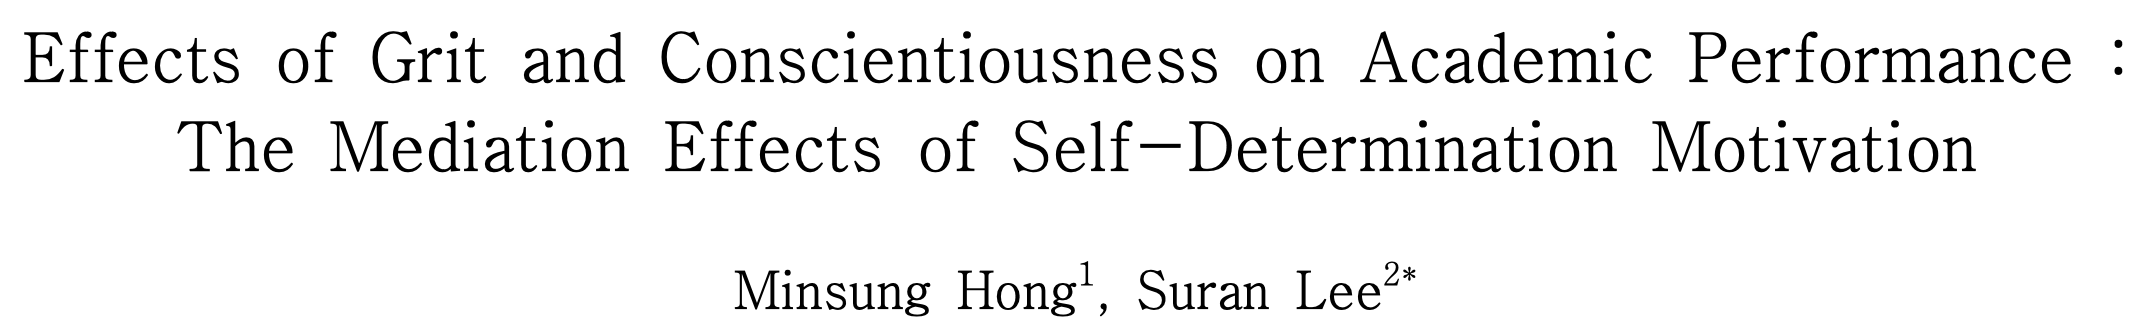 Effects of Grit and Conscientiousness on Academic Performance :
The Mediation Effects of Self-Determination Motivation
Minsung Hong¹, Suran Lee²*